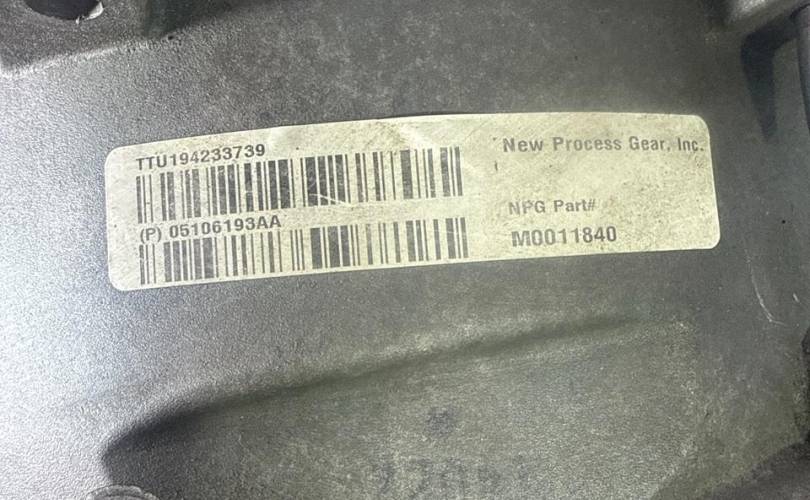 TTU194233739
(P) 05106193AA
New Process Gear, Inc.
NPG Part#
M0011840